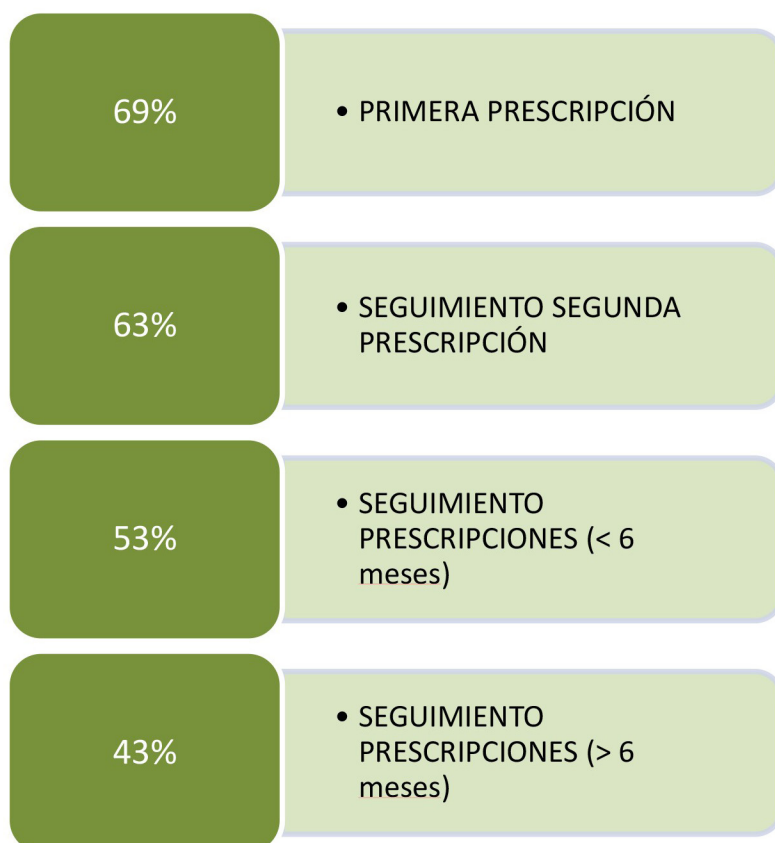 69%
• PRIMERA PRESCRIPCIÓN
63%
• SEGUIMIENTO SEGUNDA
PRESCRIPCIÓN
53%
• SEGUIMIENTO
PRESCRIPCIONES (< 6
meses)
43%
• SEGUIMIENTO
PRESCRIPCIONES (> 6
meses)